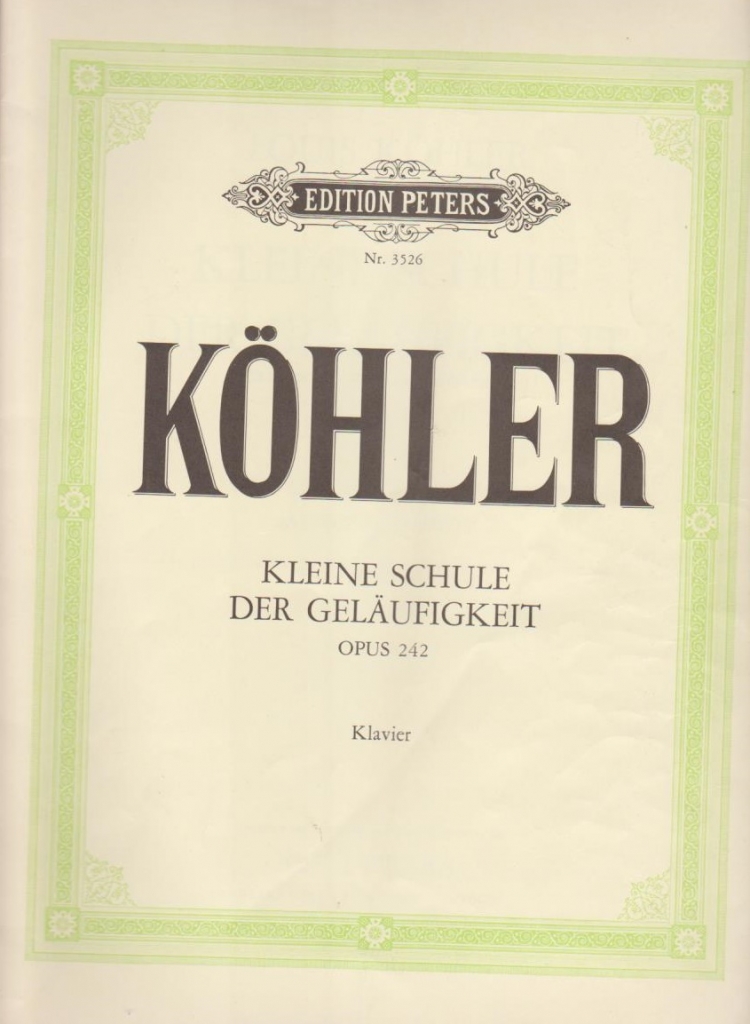 EDITION PETERS
Nr. 3526
KÖHLER
KLEINE SCHULE
DER GELÄUFIGKEIT
OPUS 242
Klavier